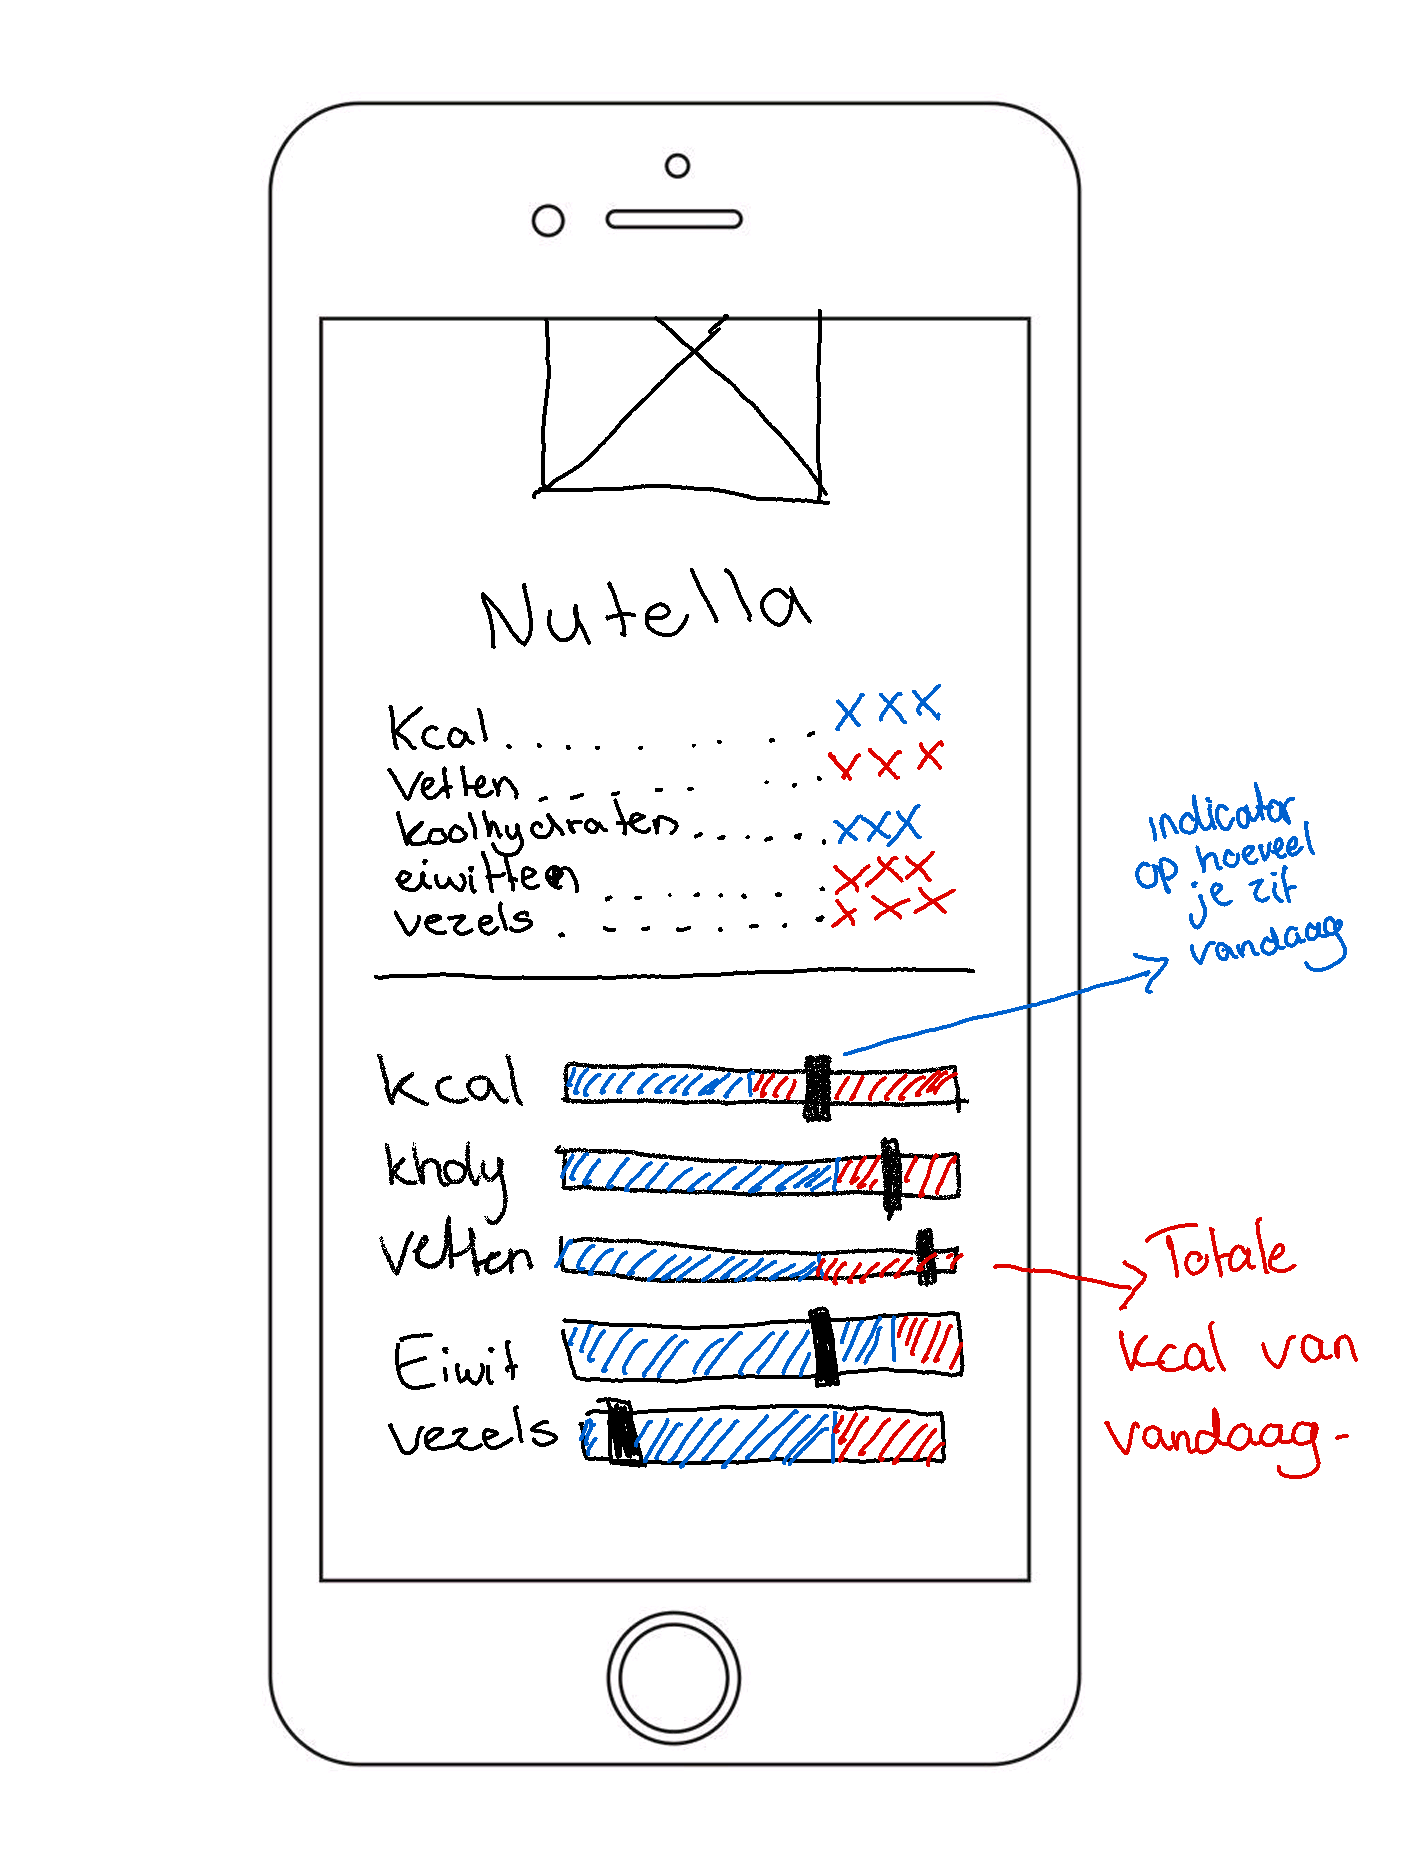 Nutella
Kcal . . . . . . . . . xxx
Vetten . . . . . . . . xxx
koolhydraten . . . . . . xxx
eiwitten . . . . . . . xxx
vezels . . . . . . . . xxx
kcal
kholy
Vetten
Eiwit
vezels
indicator
op hoeveel
je zit
vandaag
Totale
kcal van
vandaag-